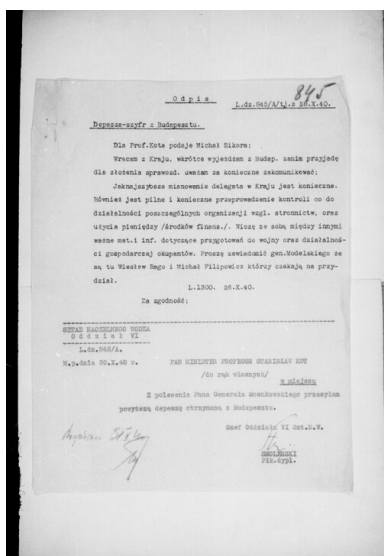 845
O d p i s
L.dz.845/A/tj.z 26.X.40.
Depesza-szyfr z Budapesztu.
Dla Prof.Kota podaje Michał Sikora:
Wracam z Kraju, wkrótce wyjeżdżam z Budap. zanim przyjadę
dla złożenia sprawozd. uważam za konieczne zakomunikować:
Jaknajszybsze mianowanie delegata w Kraju jest konieczne.
Również jest pilne i konieczne przeprowadzenie kontroli co do
działalności poszczególnych organizacji wzgl. stronnictw, oraz
użycia pieniędzy /środków finans./. Wiozę ze sobą między innymi
ważne mat.i inf. dotyczące przygotowań do wojny oraz działalnoś-
ci gospodarczej okupantów. Proszę zawiadomić gen.Modelskiego że
są tu Wiesław Rago i Michał Filipowicz którzy czekają na przy-
dział.
L.1300. 26.X.40.
Za zgodność:
SZTAB NACZELNEGO WODZA
O d d z i a ł VI
L.dz.845/A.
M.p.dnia 30.X.40 r.
PAN MINISTER PROFESOR STANISŁAW KOT
/do rąk własnych/
w miejscu
Z polecenia Pana Generała Sosnkowskiego przesyłam
powyższą depeszę otrzymaną z Budapesztu.
Szef Oddziału VI Szt.N.W.
SMOLEŃSKI
Płk.dypl.